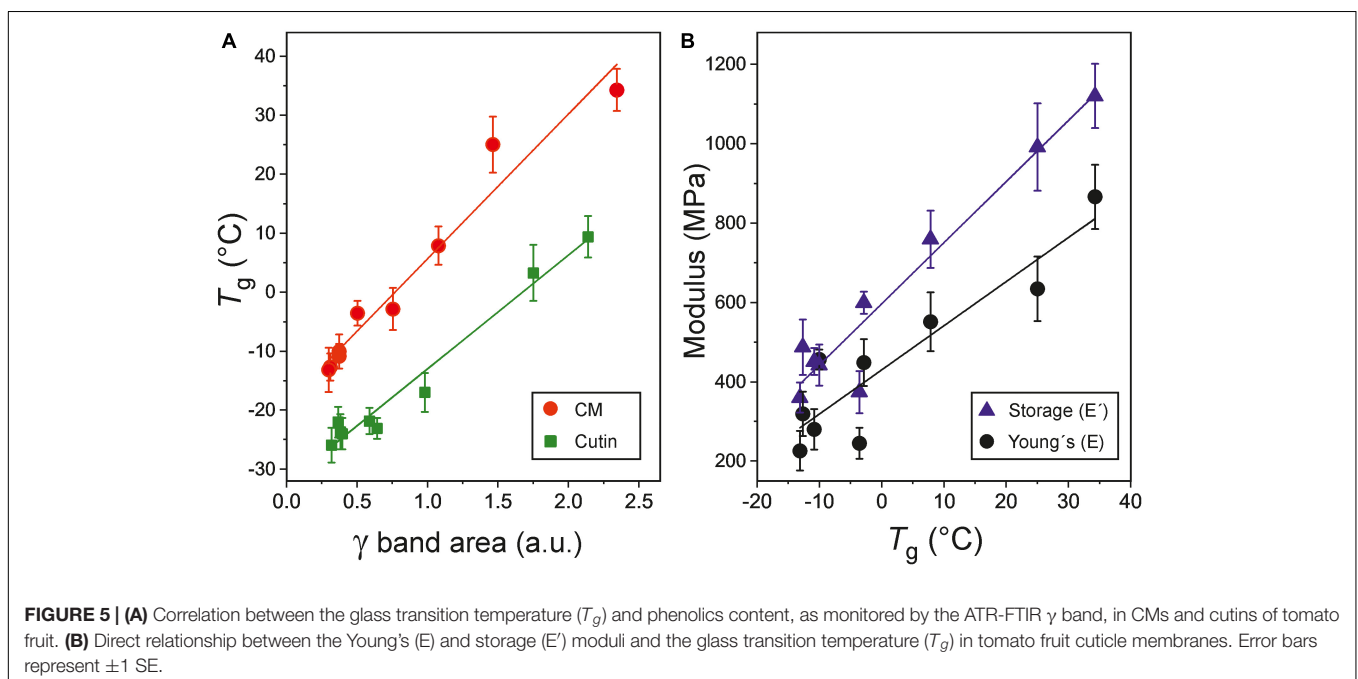 A
40
30
20
10
0
-10
-20
-30
Tg (°C)
0.0 0.5 1.0 1.5 2.0 2.5
γ band area (a.u.)
CM
Cutin
B
1200
1000
800
600
400
200
Modulus (MPa)
-20 -10 0 10 20 30 40
Tg (°C)
Storage (E´)
Young´s (E)
FIGURE 5 | (A) Correlation between the glass transition temperature (Tg) and phenolics content, as monitored by the ATR-FTIR γ band, in CMs and cutins of tomato
fruit. (B) Direct relationship between the Young's (E) and storage (E′) moduli and the glass transition temperature (Tg) in tomato fruit cuticle membranes. Error bars
represent ±1 SE.